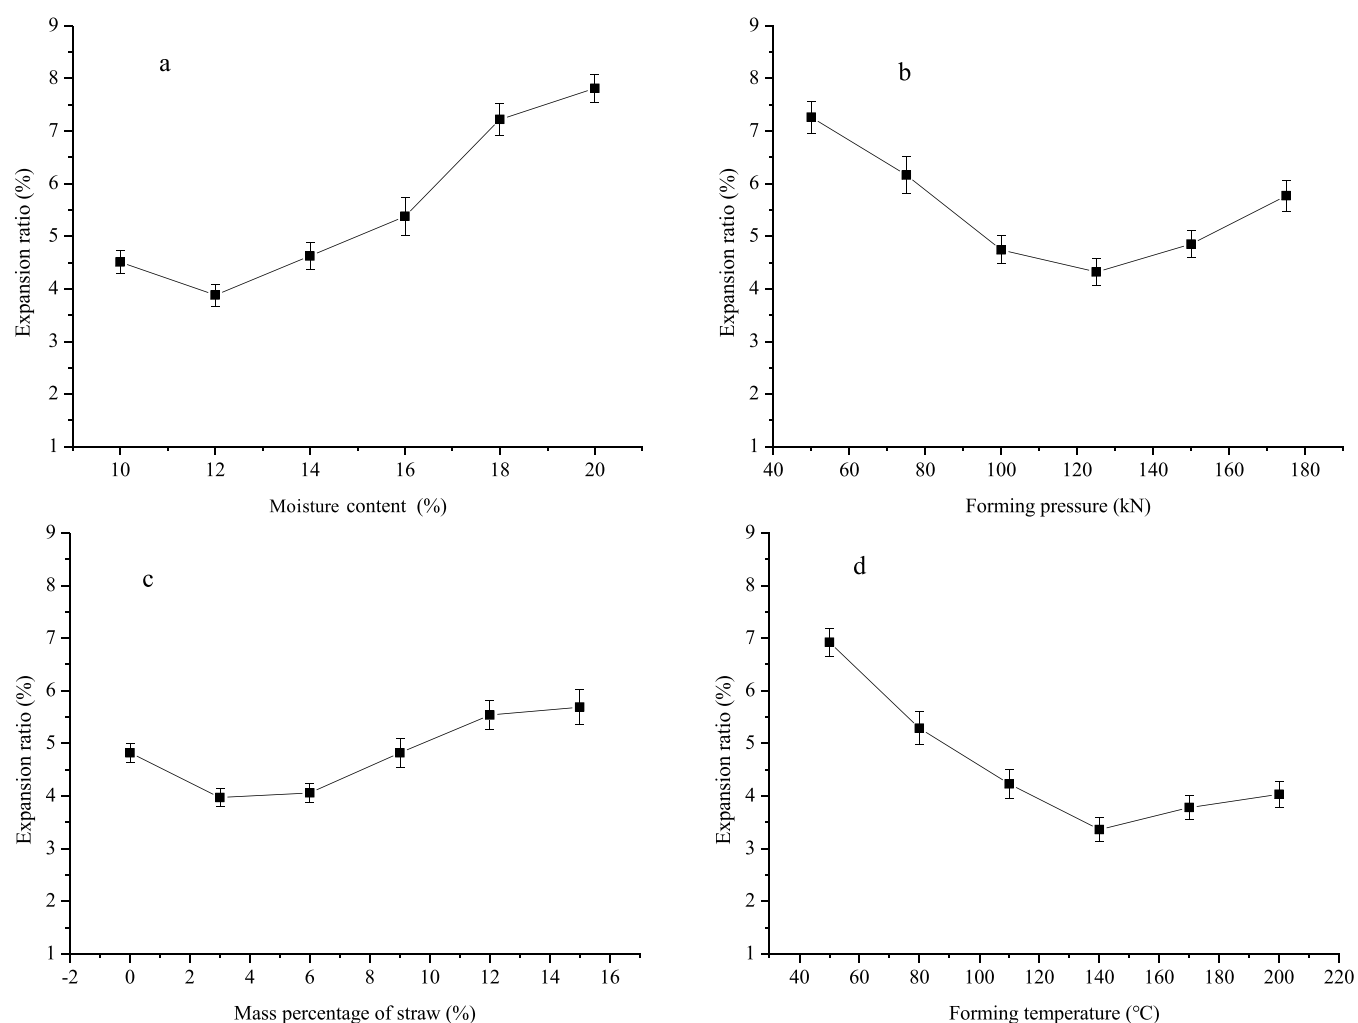 a
Expansion ratio (%)
9
8
7
6
5
4
3
2
1
10 12 14 16 18 20
Moisture content (%)
b
Expansion ratio (%)
9
8
7
6
5
4
3
2
1
40 60 80 100 120 140 160 180
Forming pressure (kN)
c
Expansion ratio (%)
9
8
7
6
5
4
3
2
1
-2 0 2 4 6 8 10 12 14 16
Mass percentage of straw (%)
d
Expansion ratio (%)
9
8
7
6
5
4
3
2
1
40 60 80 100 120 140 160 180 200 220
Forming temperature (℃)